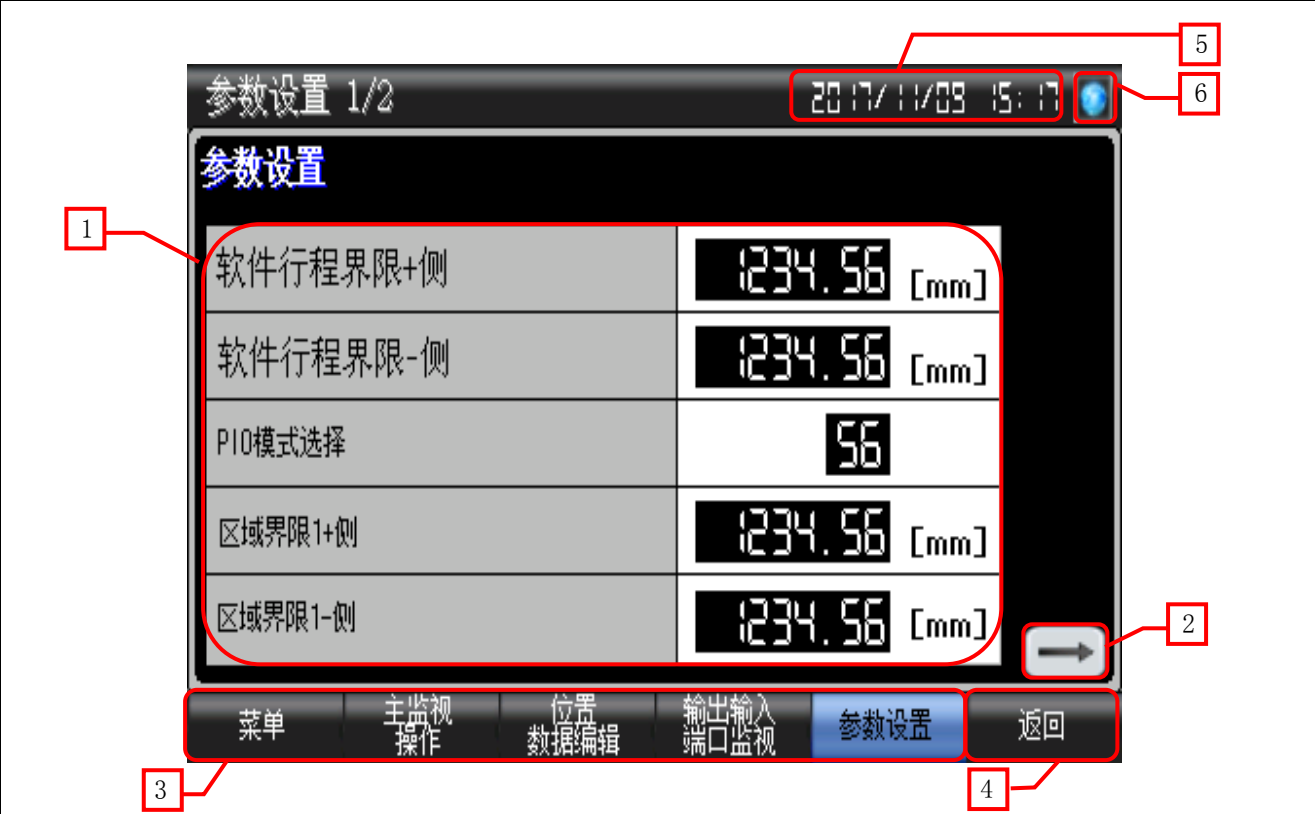 5
参数设置 1/2
2017/11/09 15:17
6
参数设置
1
软件行程界限+侧 1234.56 [mm]
软件行程界限-侧 1234.56 [mm]
PIO模式选择 56
区域界限1+侧 1234.56 [mm]
区域界限1-侧 1234.56 [mm]
2
菜单
主监视
操作
位置
数据编辑
输出输入
端口监视
参数设置
返回
3
4